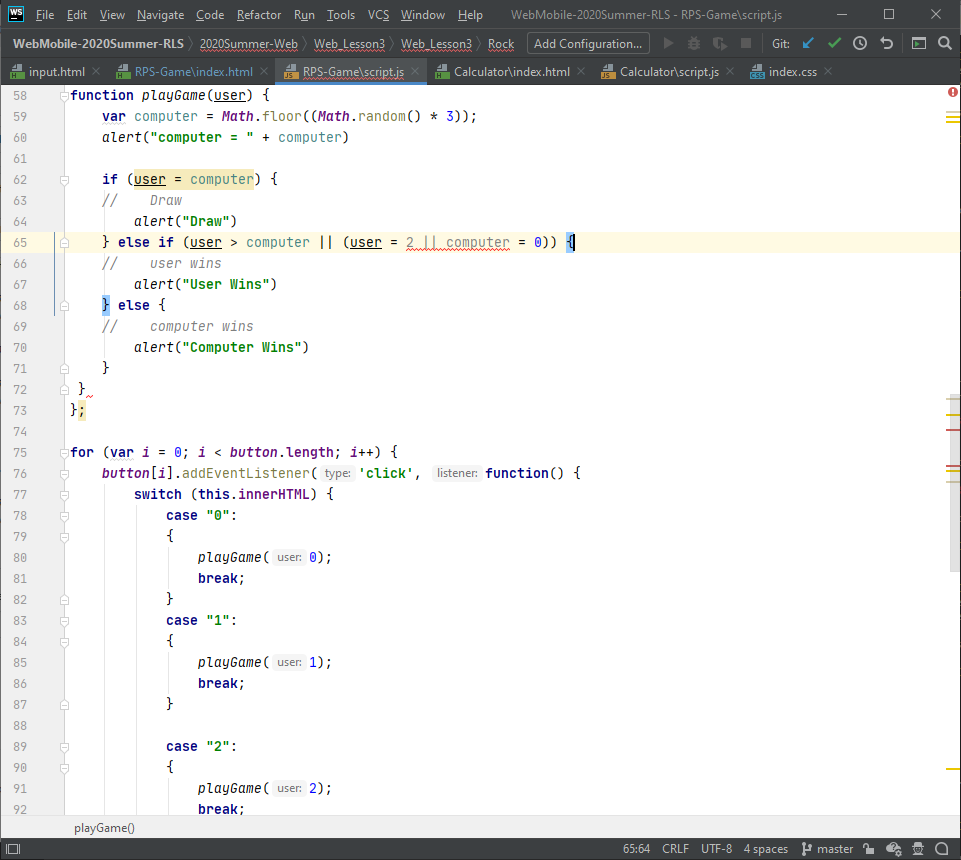 WS File Edit View Navigate Code Refactor Run Tools VCS Window Help WebMobile-2020Summer-RLS - RPS-Game\script.js
WebMobile-2020Summer-RLS 2020Summer-Web Web_Lesson3 Web_Lesson3 Rock Add Configuration... Git:
input.html RPS-Game\index.html RPS-Game\script.js Calculator\index.html Calculator\script.js index.css
58 function playGame(user) {
59 var computer = Math.floor((Math.random() * 3));
60 alert("computer = " + computer)
61
62 if (user = computer) {
63 // Draw
64 alert("Draw")
65 } else if (user > computer || (user = 2 || computer = 0)) {
66 // user wins
67 alert("User Wins")
68 } else {
69 // computer wins
70 alert("Computer Wins")
71 }
72 }
73 };
74
75 for (var i = 0; i < button.length; i++) {
76 button[i].addEventListener( type: 'click', listener: function() {
77 switch (this.innerHTML) {
78 case "0":
79 {
80 playGame( user: 0);
81 break;
82 }
83 case "1":
84 {
85 playGame( user: 1);
86 break;
87 }
88
89 case "2":
90 {
91 playGame( user: 2);
92 break;
playGame()
65:64 CRLF UTF-8 4 spaces master